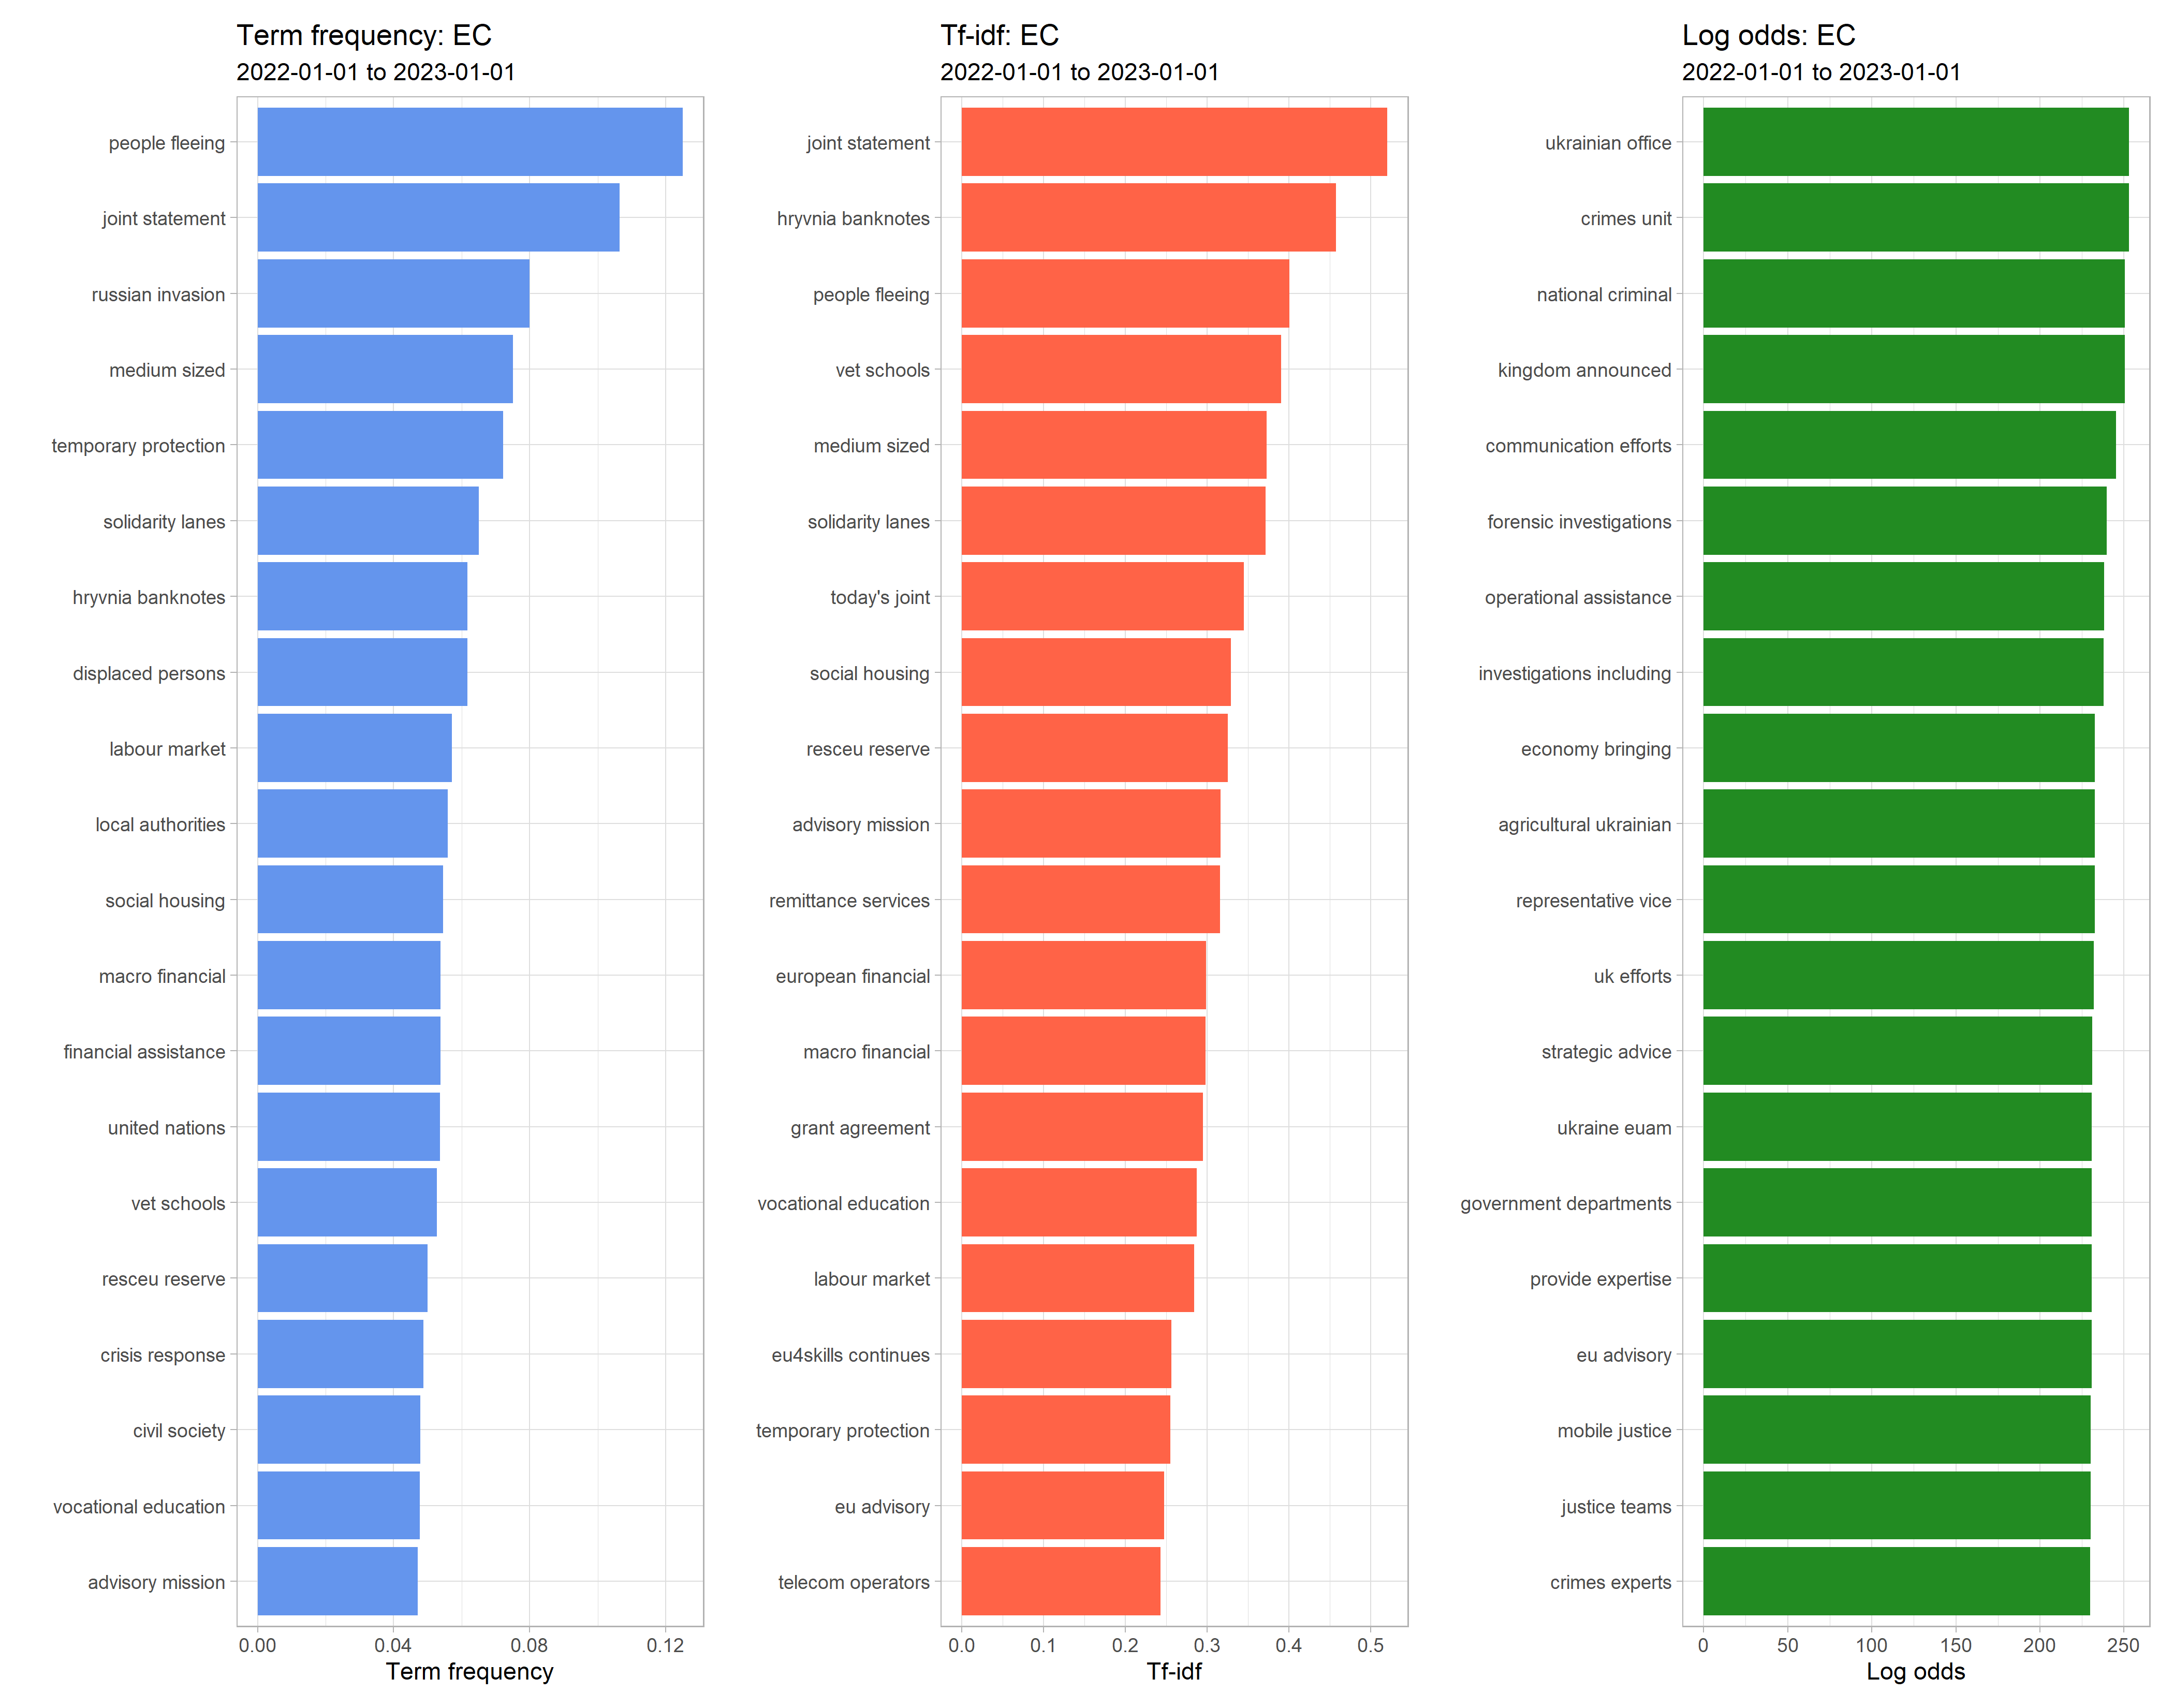 Term frequency: EC
2022-01-01 to 2023-01-01
people fleeing
joint statement
russian invasion
medium sized
temporary protection
solidarity lanes
hryvnia banknotes
displaced persons
labour market
local authorities
social housing
macro financial
financial assistance
united nations
vet schools
resceu reserve
crisis response
civil society
vocational education
advisory mission
0.00 0.04 0.08 0.12
Term frequency
Tf-idf: EC
2022-01-01 to 2023-01-01
joint statement
hryvnia banknotes
people fleeing
vet schools
medium sized
solidarity lanes
today's joint
social housing
resceu reserve
advisory mission
remittance services
european financial
macro financial
grant agreement
vocational education
labour market
eu4skills continues
temporary protection
eu advisory
telecom operators
0.0 0.1 0.2 0.3 0.4 0.5
Tf-idf
Log odds: EC
2022-01-01 to 2023-01-01
ukrainian office
crimes unit
national criminal
kingdom announced
communication efforts
forensic investigations
operational assistance
investigations including
economy bringing
agricultural ukrainian
representative vice
uk efforts
strategic advice
ukraine euam
government departments
provide expertise
eu advisory
mobile justice
justice teams
crimes experts
0 50 100 150 200 250
Log odds